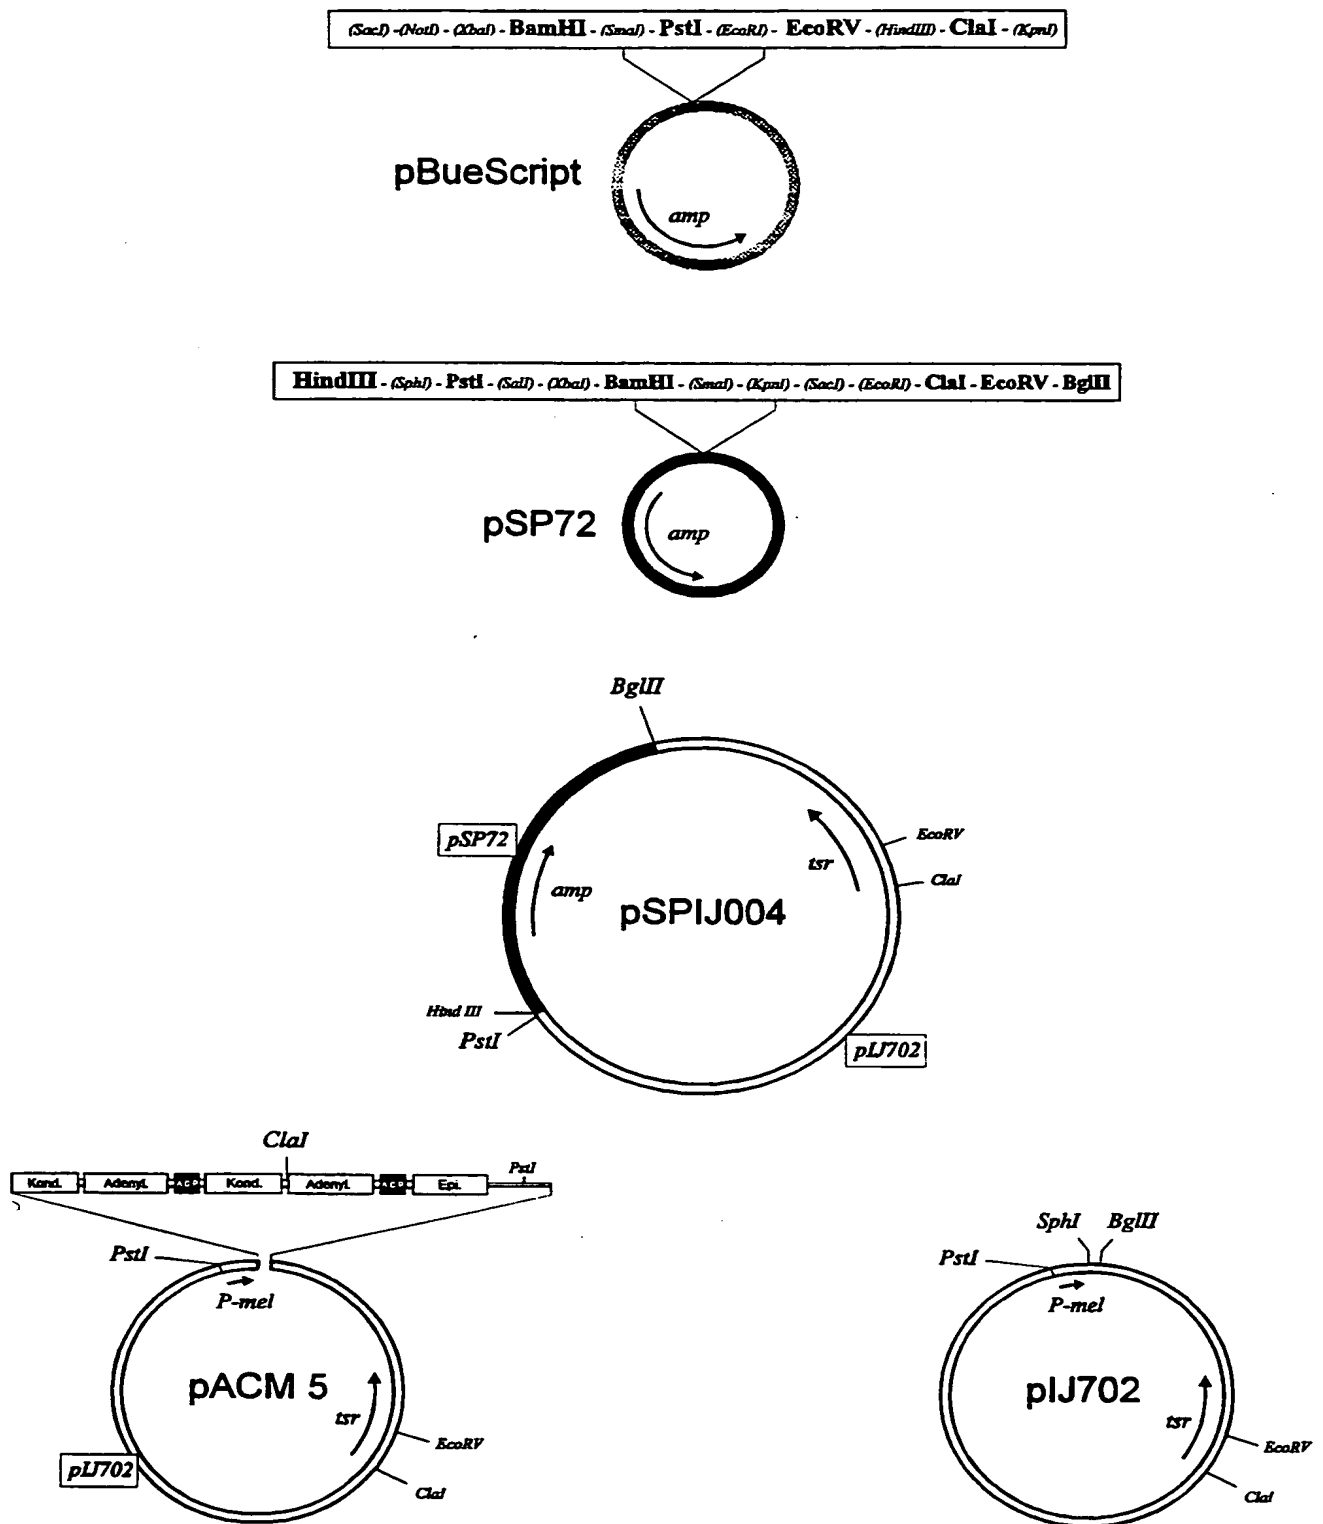 (SacI) -(NotI) - (XbaI) - BamHI - (SmaI) - PstI - (EcoRI) - EcoRV - (HindIII) - ClaI - (KpnI)
pBueScript
amp
HindIII - (SphI) - PstI - (SalI) - (XbaI) - BamHI - (SmaI) - (KpnI) - (SacI) - (EcoRI) - ClaI - EcoRV - BglII
pSP72
amp
BglII
pSP72
EcoRV
tsr
ClaI
amp
pSPIJ004
Hind III
PstI
pIJ702
ClaI
PstI
Kond.
Adenyl.
ACP
Kond.
Adenyl.
ACP
Epi.
SphI
BglII
PstI
PstI
P-mel
P-mel
pACM 5
pIJ702
tsr
tsr
EcoRV
EcoRV
pIJ702
ClaI
ClaI